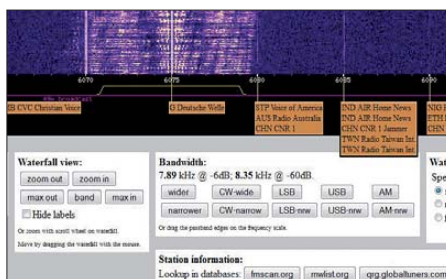 6070
6075
6080
6085
6090
CVC Christian Voice
G Deutsche Welle
STP Voice of America
AUS Radio Australia
CHN CNR 1
IND AIR Home News
IND AIR Home News
CHN CNR 1 Jammer
TWN Radio Taiwan Int.
TWN Radio Taiwan Int.
Waterfall view:
zoom out
zoom in
max out
band
max in
Hide labels
Or zoom with scroll wheel on waterfall.
Move by dragging the waterfall with the mouse.
Bandwidth:
7.89 kHz @ -6dB; 8.35 kHz @ -60dB.
wider
CW-wide
LSB
USB
AM
narrower
CW-narrow
LSB-nrw
USB-nrw
AM-nrw
Or drag the passband edges on the frequency scale.
Station information:
Lookup in databases:
fmscan.org
mwlist.org
qrg.globaltuners.com